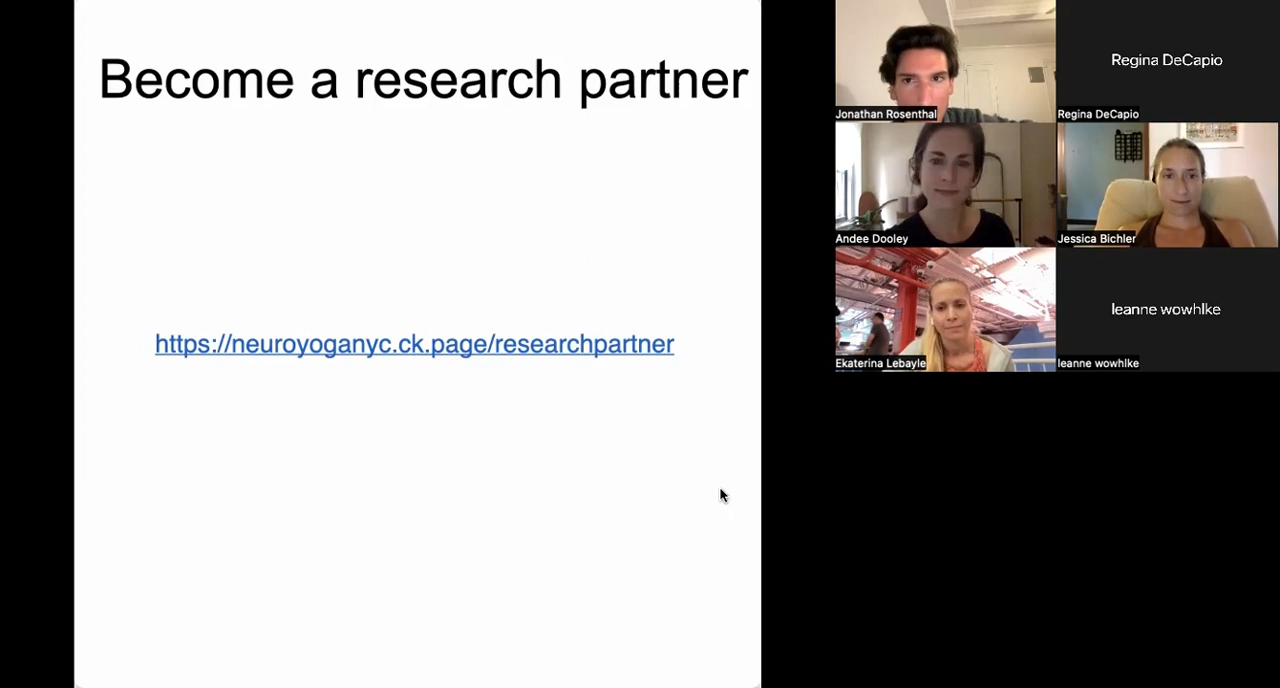 Become a research partner
https://neuroyoganyc.ck.page/researchpartner
Jonathan Rosenthal
Regina DeCapio
Regina DeCapio
Andee Dooley
Jessica Bichler
Ekaterina Lebayle
leanne wowhlke
leanne wowhlke